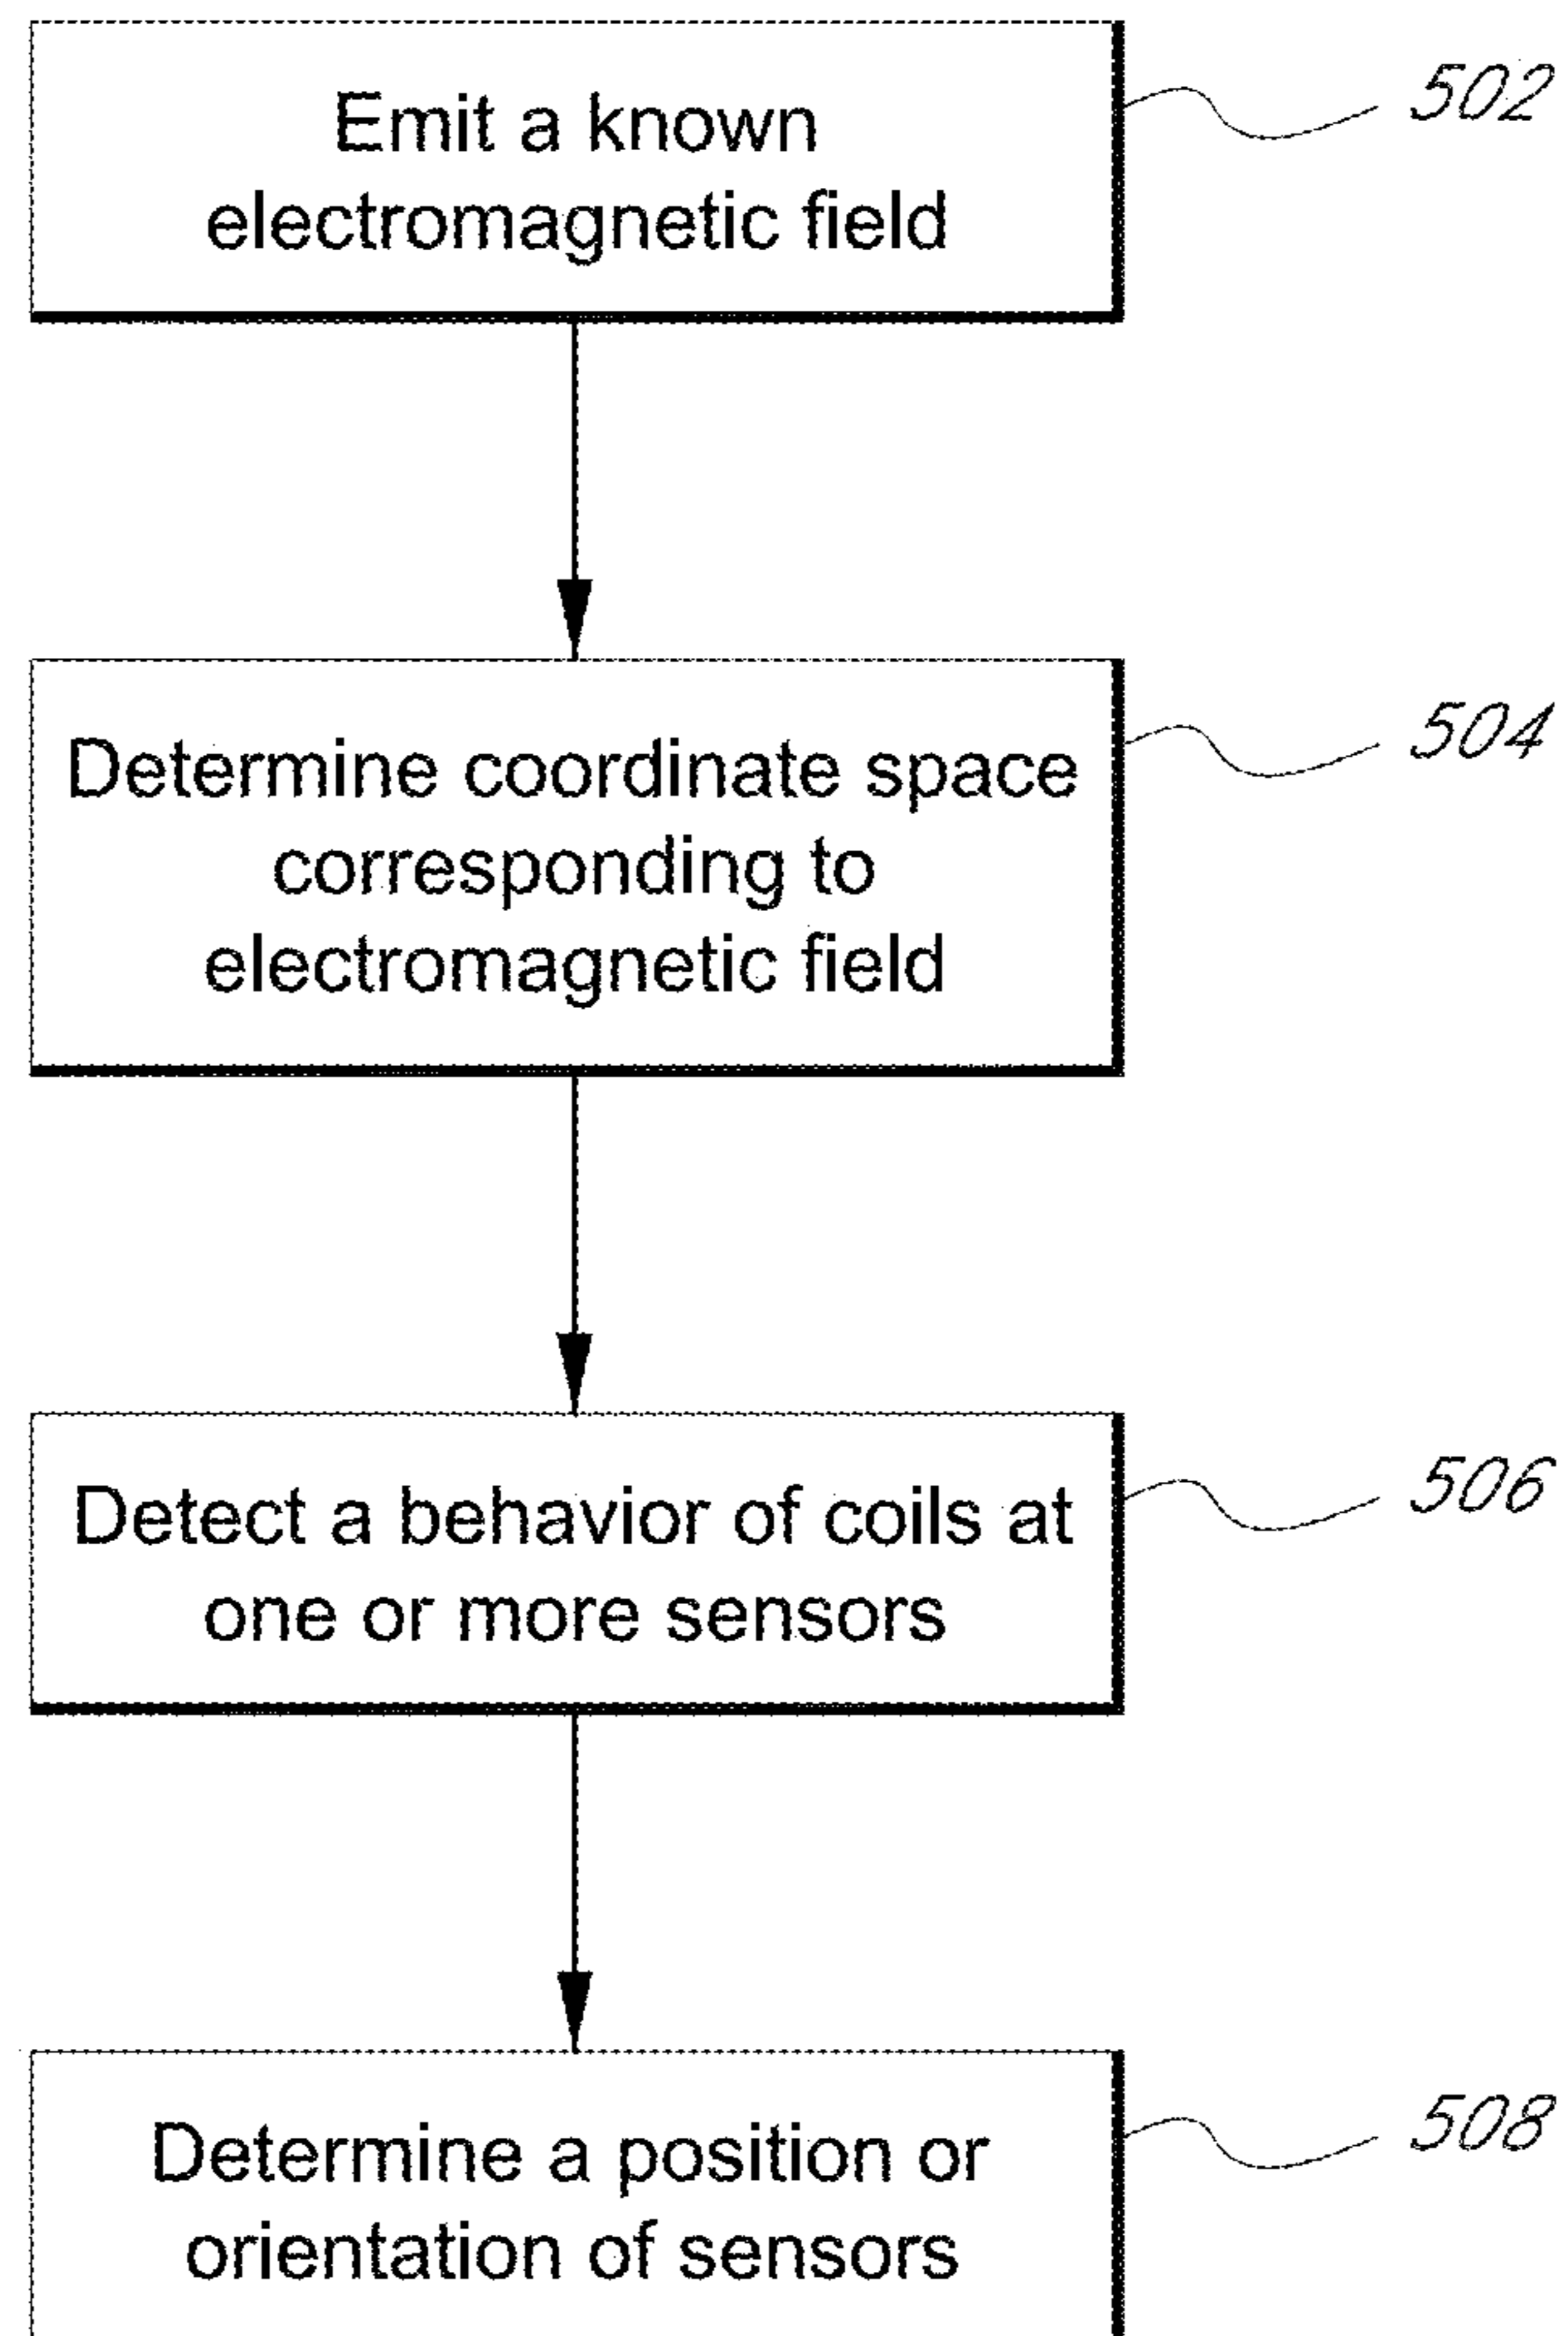 Emit a known
electromagnetic field
502
Determine coordinate space
corresponding to
electromagnetic field
504
Detect a behavior of coils at
one or more sensors
506
Determine a position or
orientation of sensors
508